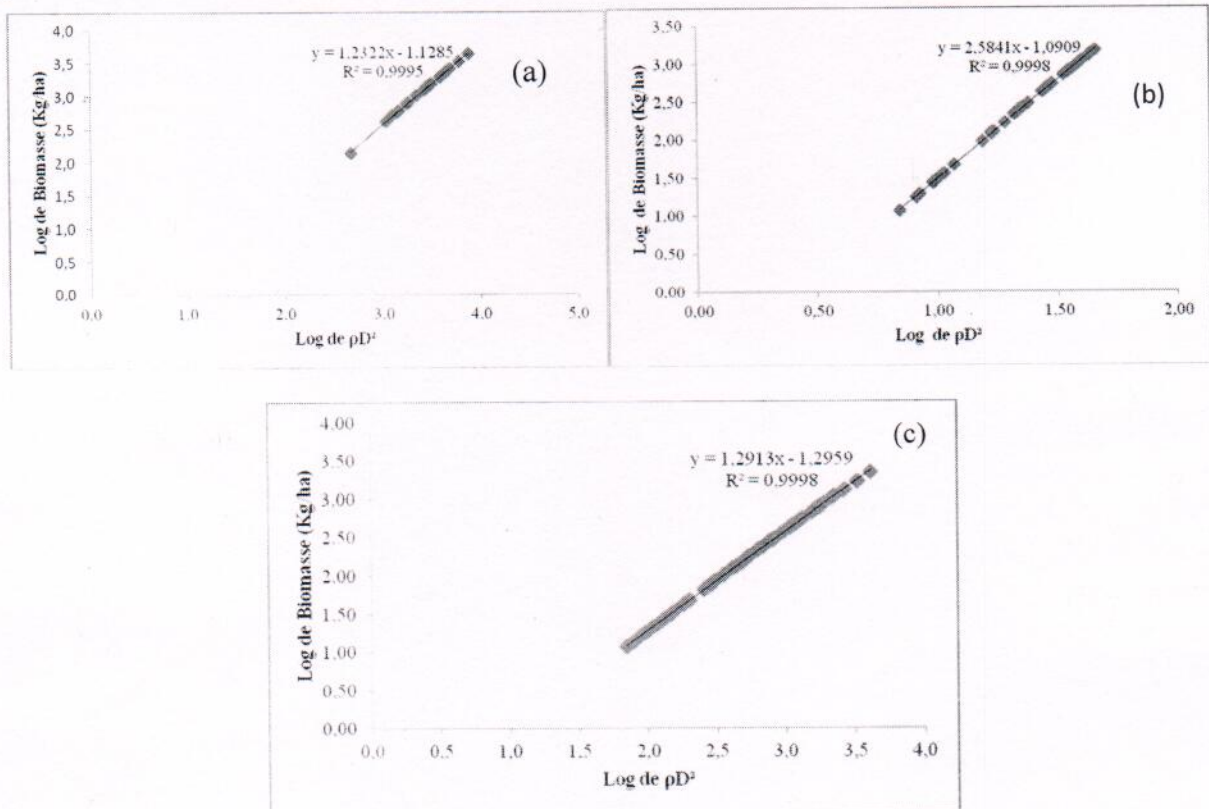 4,0
3,5
3,0
2,5
2,0
1,5
1,0
0,5
0,0
Log de Biomasse (Kg/ha)
y = 1,2322x - 1,1285
R² = 0,9995
(a)
0,0 1,0 2,0 3,0 4,0 5,0
Log de ρD²
3,50
3,00
2,50
2,00
1,50
1,00
0,50
0,00
Log de Biomasse (Kg/ha)
y = 2,5841x - 1,0909
R² = 0,9998
(b)
0,00 0,50 1,00 1,50 2,00
Log de ρD²
4,00
3,50
3,00
2,50
2,00
1,50
1,00
0,50
0,00
Log de Biomasse (Kg/ha)
y = 1,2913x - 1,2959
R² = 0,9998
(c)
0,0 0,5 1,0 1,5 2,0 2,5 3,0 3,5 4,0
Log de ρD²